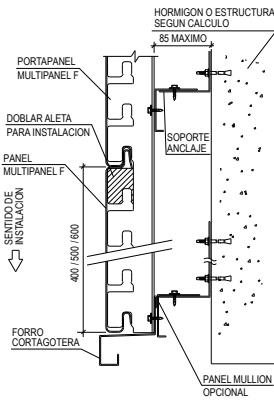 HORMIGON O ESTRUCTURA
SEGUN CALCULO
85 MAXIMO
PORTAPANEL
MULTIPANEL F
DOBLAR ALETA
PARA INSTALACION
SOPORTE
ANCLAJE
PANEL
MULTIPANEL F
SENTIDO DE
INSTALACION
400 / 500 / 600
FORRO
CORTAGOTERA
PANEL MULLION
OPCIONAL